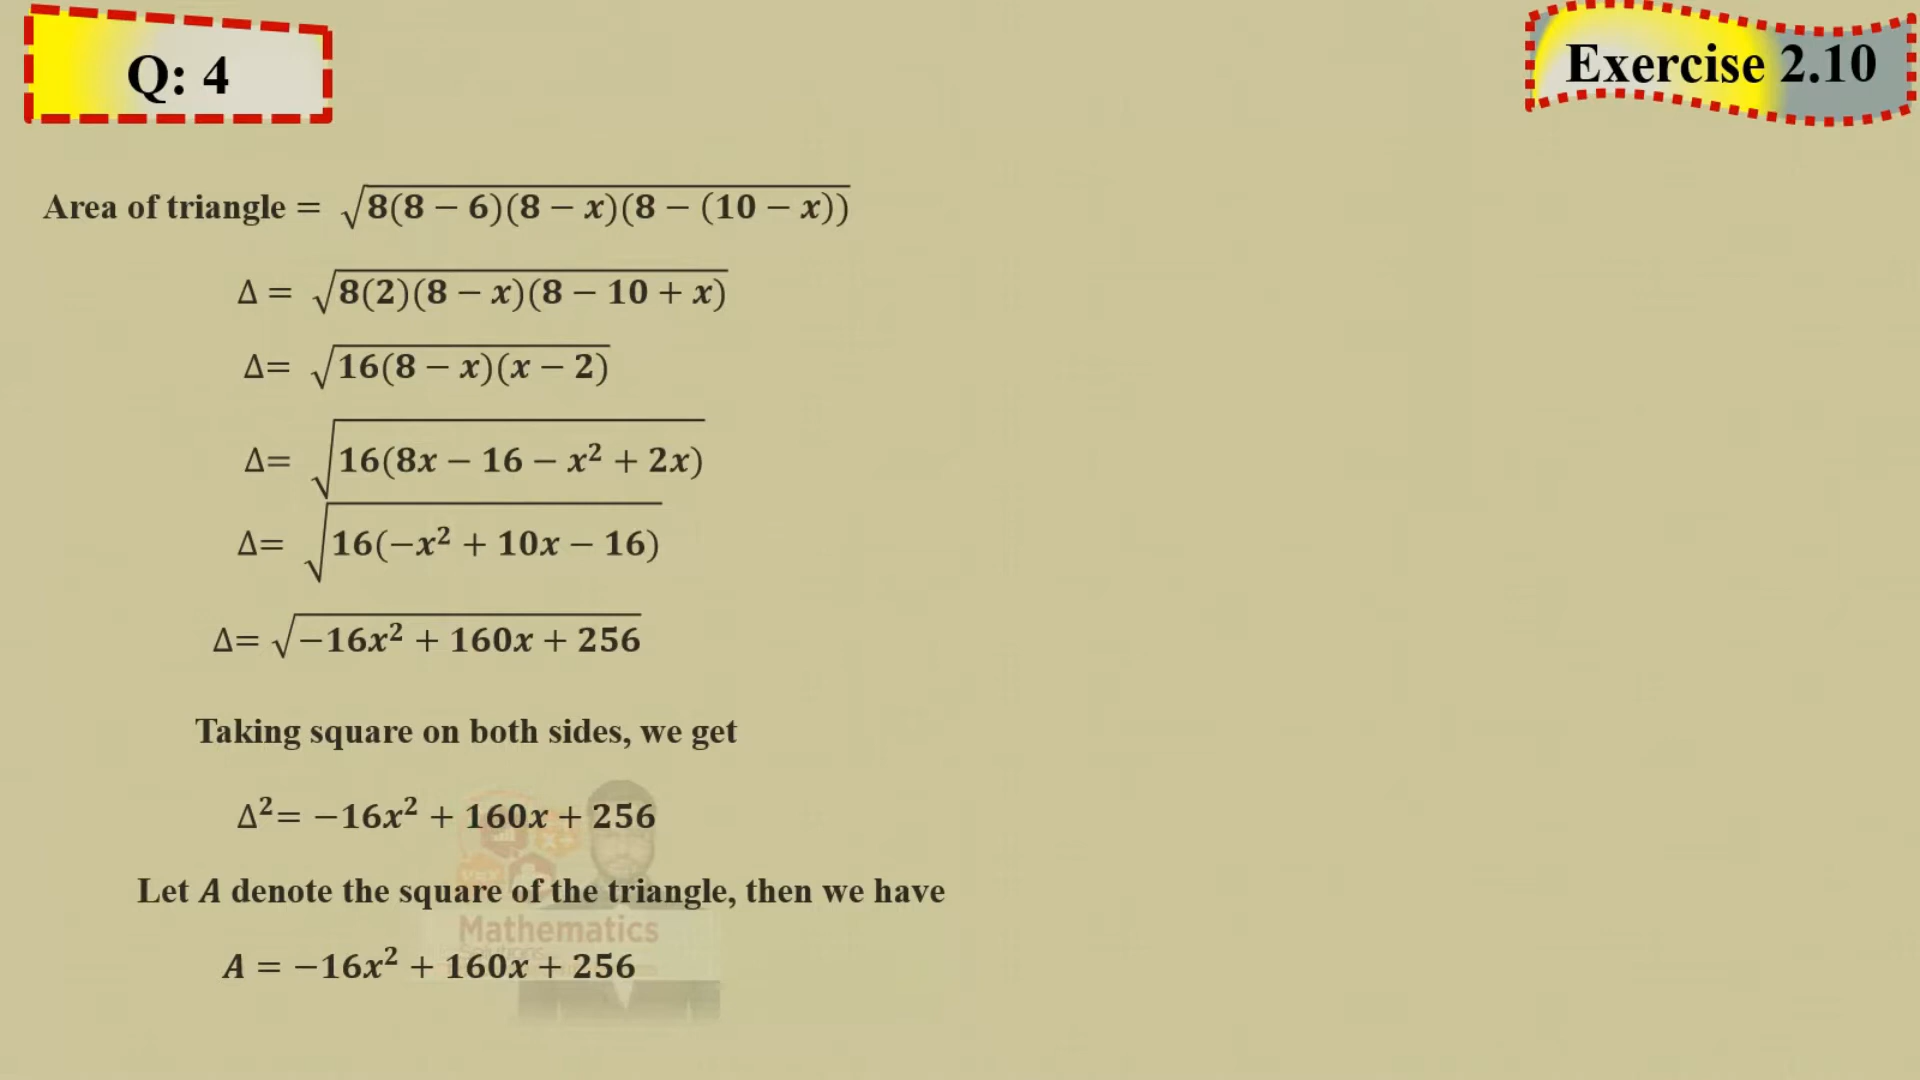 Q: 4
Exercise 2.10
Area of triangle = √8(8 − 6)(8 − x)(8 − (10 − x))
Δ = √8(2)(8 − x)(8 − 10 + x)
Δ= √16(8 − x)(x − 2)
Δ= √16(8x − 16 − x² + 2x)
Δ= √16(−x² + 10x − 16)
Δ= √−16x² + 160x + 256
Taking square on both sides, we get
Δ²= −16x² + 160x + 256
Let A denote the square of the triangle, then we have
Mathematics
Solutions
A = −16x² + 160x + 256